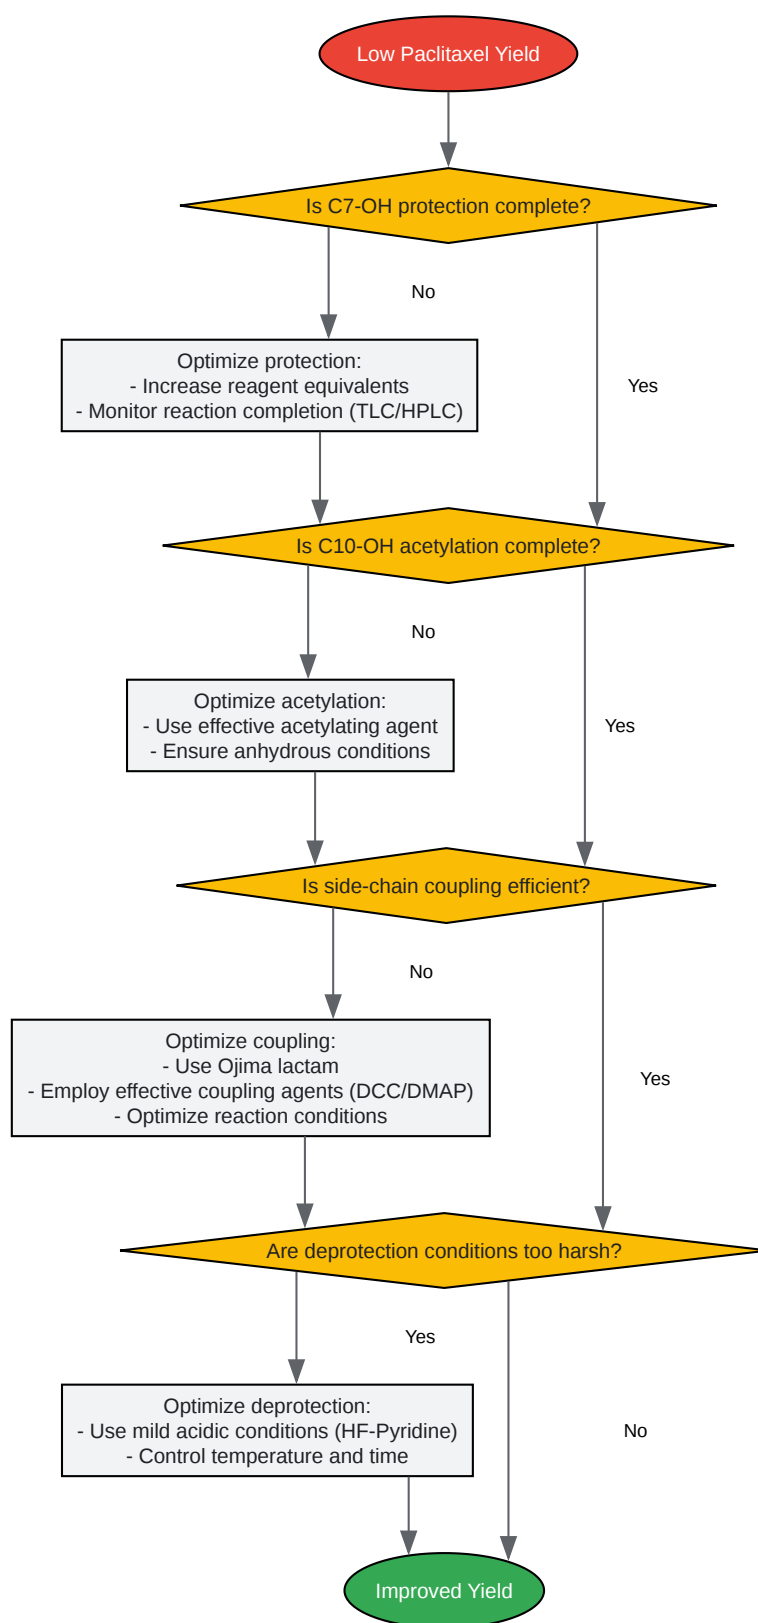 Low Paclitaxel Yield
Is C7-OH protection complete?
No
Optimize protection:
- Increase reagent equivalents
- Monitor reaction completion (TLC/HPLC)
Yes
Is C10-OH acetylation complete?
No
Optimize acetylation:
- Use effective acetylating agent
- Ensure anhydrous conditions
Yes
Is side-chain coupling efficient?
No
Optimize coupling:
- Use Ojima lactam
- Employ effective coupling agents (DCC/DMAP)
- Optimize reaction conditions
Yes
Are deprotection conditions too harsh?
Yes
Optimize deprotection:
- Use mild acidic conditions (HF-Pyridine)
- Control temperature and time
No
Improved Yield